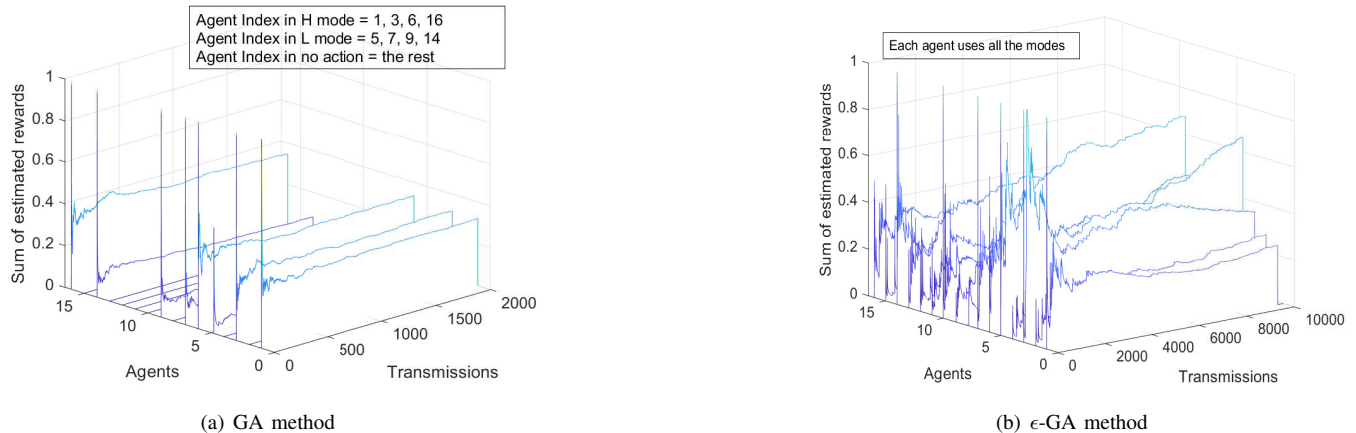 Agent Index in H mode = 1, 3, 6, 16
Agent Index in L mode = 5, 7, 9, 14
Agent Index in no action = the rest
1
0.8
0.6
0.4
0.2
0
Sum of estimated rewards
15
10
5
0
Agents
0
500
1000
1500
2000
Transmissions
(a) GA method
Each agent uses all the modes
1
0.8
0.6
0.4
0.2
0
Sum of estimated rewards
15
10
5
0
Agents
0
2000
4000
6000
8000
10000
Transmissions
(b) ϵ-GA method